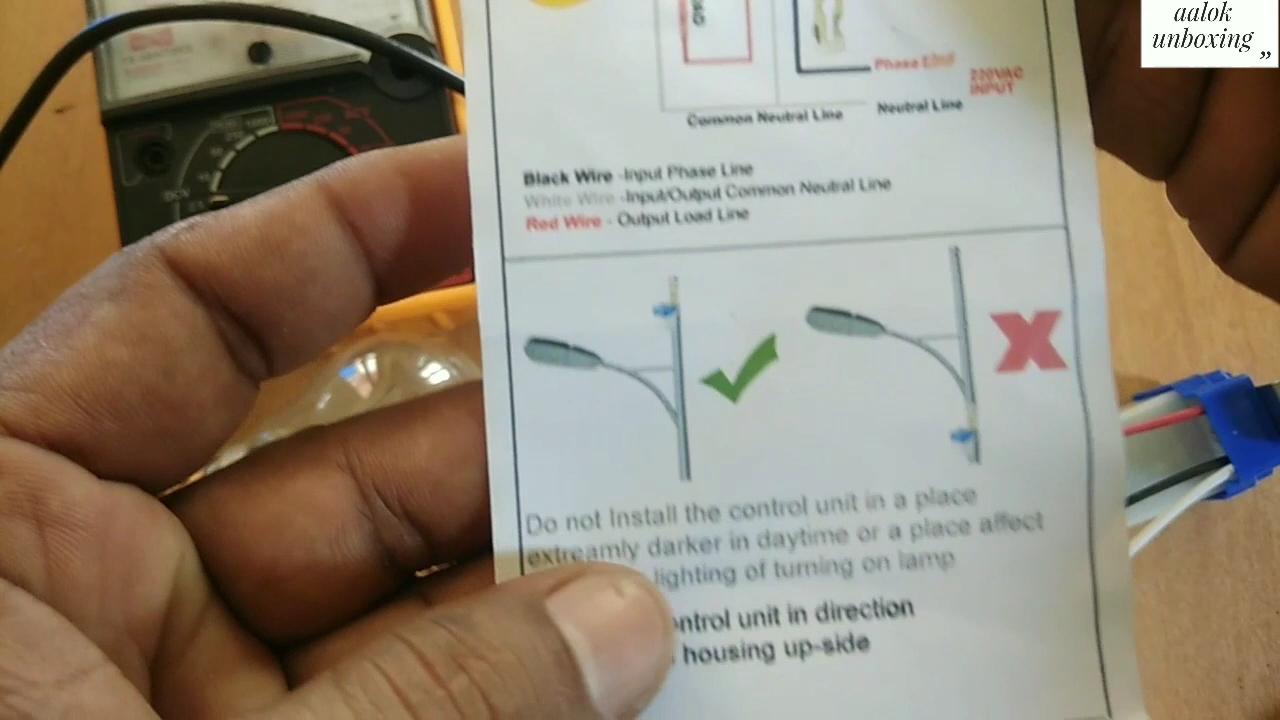 aalok
unboxing „
Phase Line
220VAC
INPUT
Common Neutral Line
Neutral Line
Black Wire -Input Phase Line
White Wire -Input/Output Common Neutral Line
Red Wire - Output Load Line
X
Do not Install the control unit in a place
extreamly darker in daytime or a place affect
lighting of turning on lamp
ontrol unit in direction
housing up-side
DCV